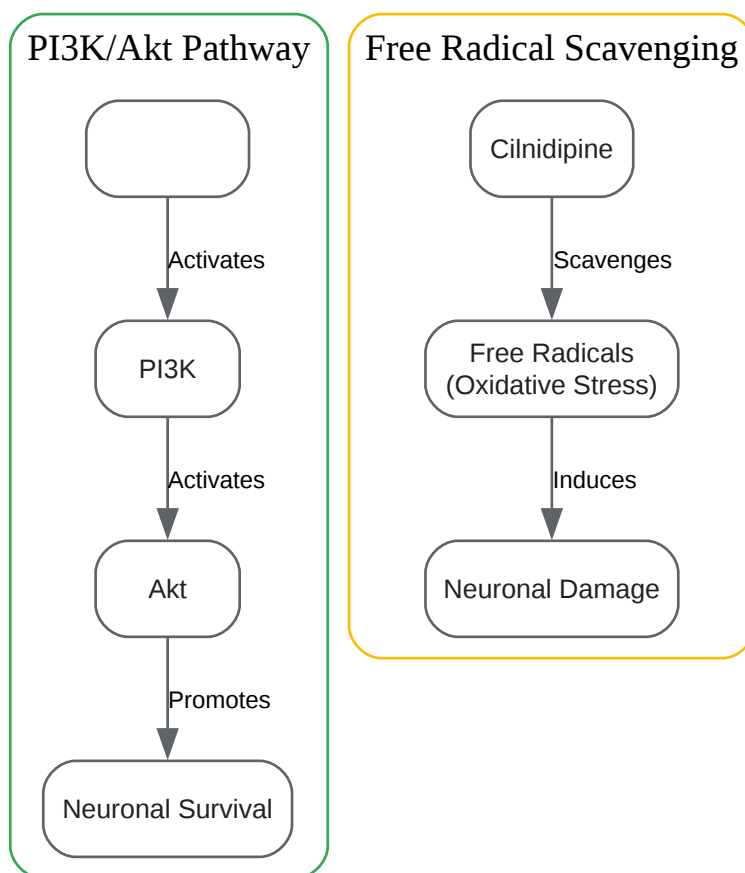 PI3K/Akt Pathway
Activates
PI3K
Activates
Akt
Promotes
Neuronal Survival
Free Radical Scavenging
Cilnidipine
Scavenges
Free Radicals
(Oxidative Stress)
Induces
Neuronal Damage